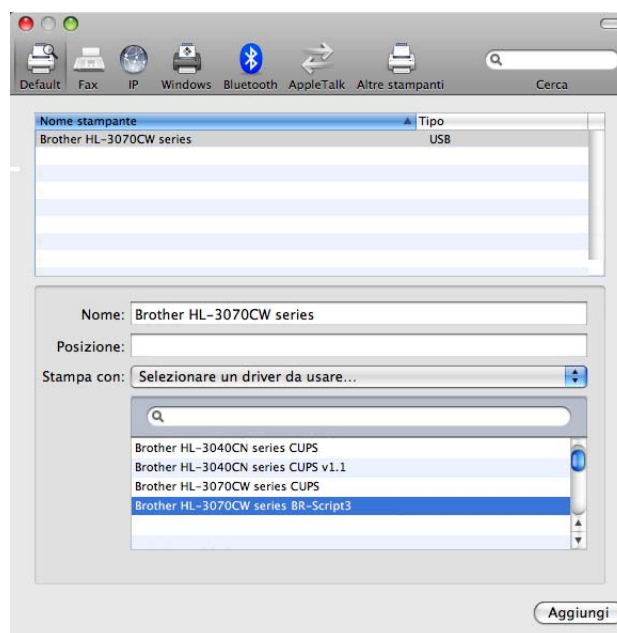 Default Fax IP Windows Bluetooth AppleTalk Altre stampanti Cerca
Nome stampante Tipo
Brother HL-3070CW series USB
Nome: Brother HL-3070CW series
Posizione:
Stampa con: Selezionare un driver da usare...
Brother HL-3040CN series CUPS
Brother HL-3040CN series CUPS v1.1
Brother HL-3070CW series CUPS
Brother HL-3070CW series BR-Script3
Aggiungi